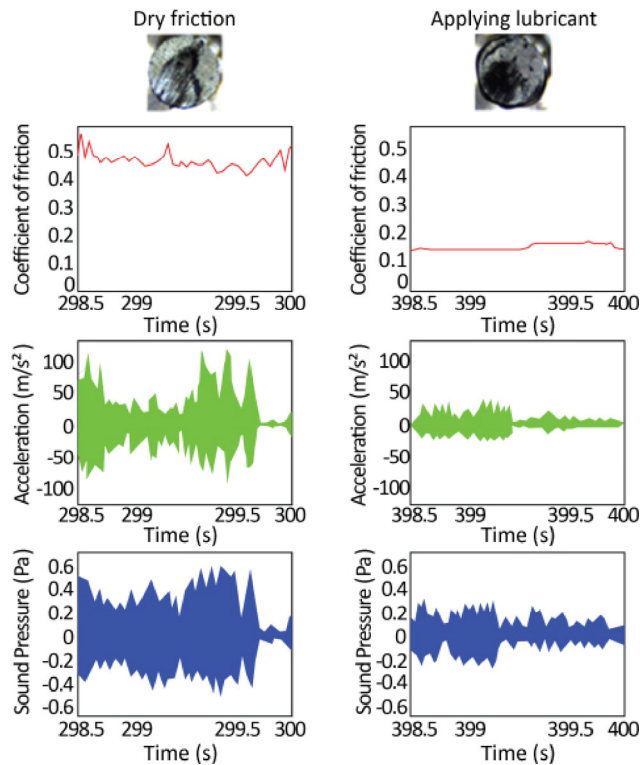 Dry friction
Applying lubricant
Coefficient of friction
0.5
0.4
0.3
0.2
0.1
0
298.5 299 299.5 300
Time (s)
Coefficient of friction
0.5
0.4
0.3
0.2
0.1
0
398.5 399 399.5 400
Time (s)
Acceleration (m/s²)
100
50
0
-50
-100
298.5 299 299.5 300
Time (s)
Acceleration (m/s²)
100
50
0
-50
-100
398.5 399 399.5 400
Time (s)
Sound Pressure (Pa)
0.6
0.4
0.2
0
-0.2
-0.4
-0.6
298.5 299 299.5 300
Time (s)
Sound Pressure (Pa)
0.6
0.4
0.2
0
-0.2
-0.4
-0.6
398.5 399 399.5 400
Time (s)